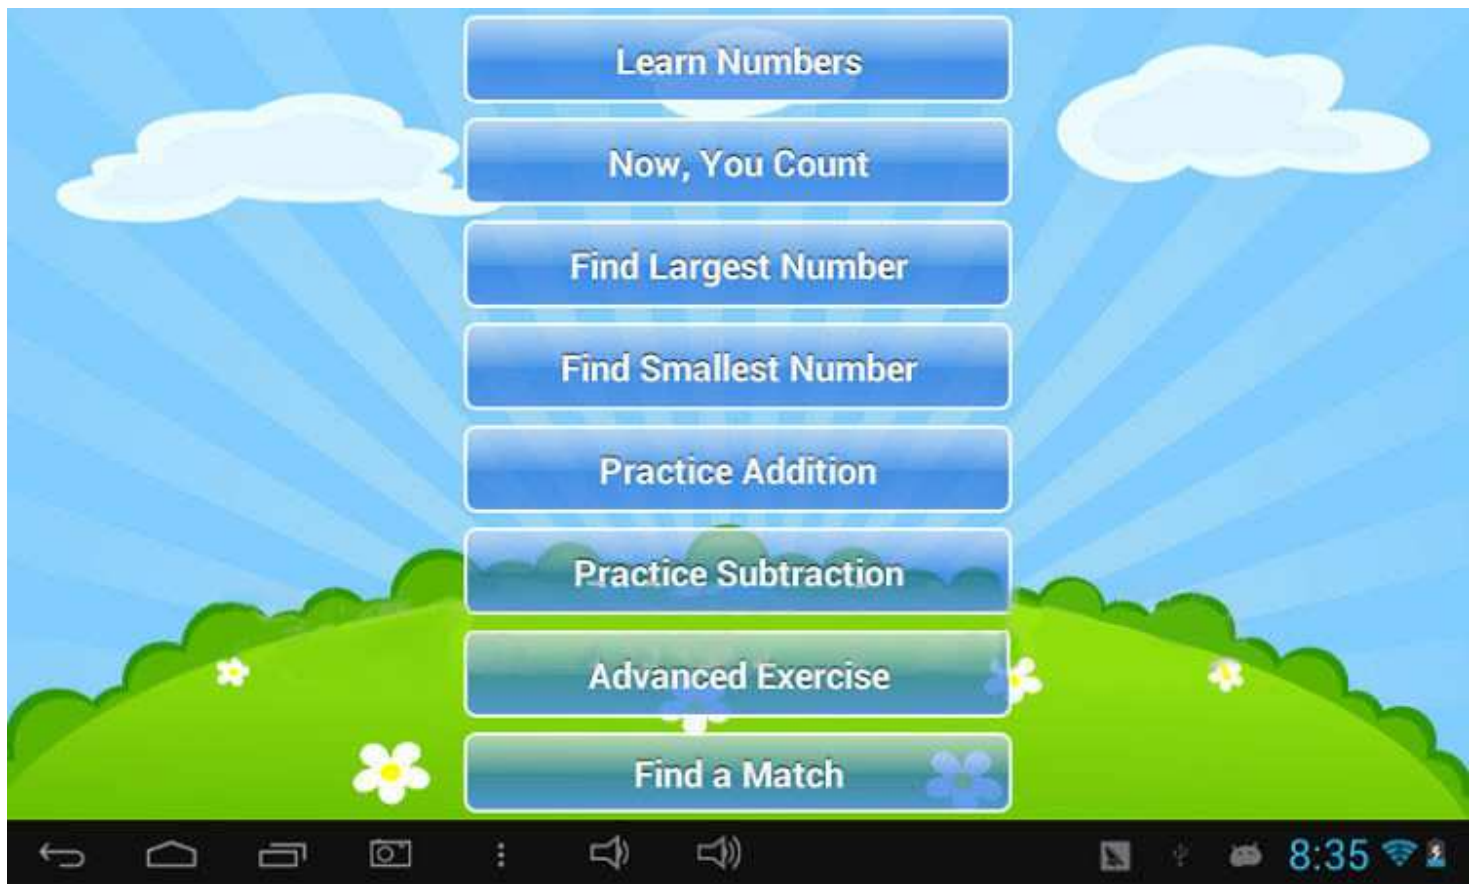 Learn Numbers
Now, You Count
Find Largest Number
Find Smallest Number
Practice Addition
Practice Subtraction
Advanced Exercise
Find a Match
8:35